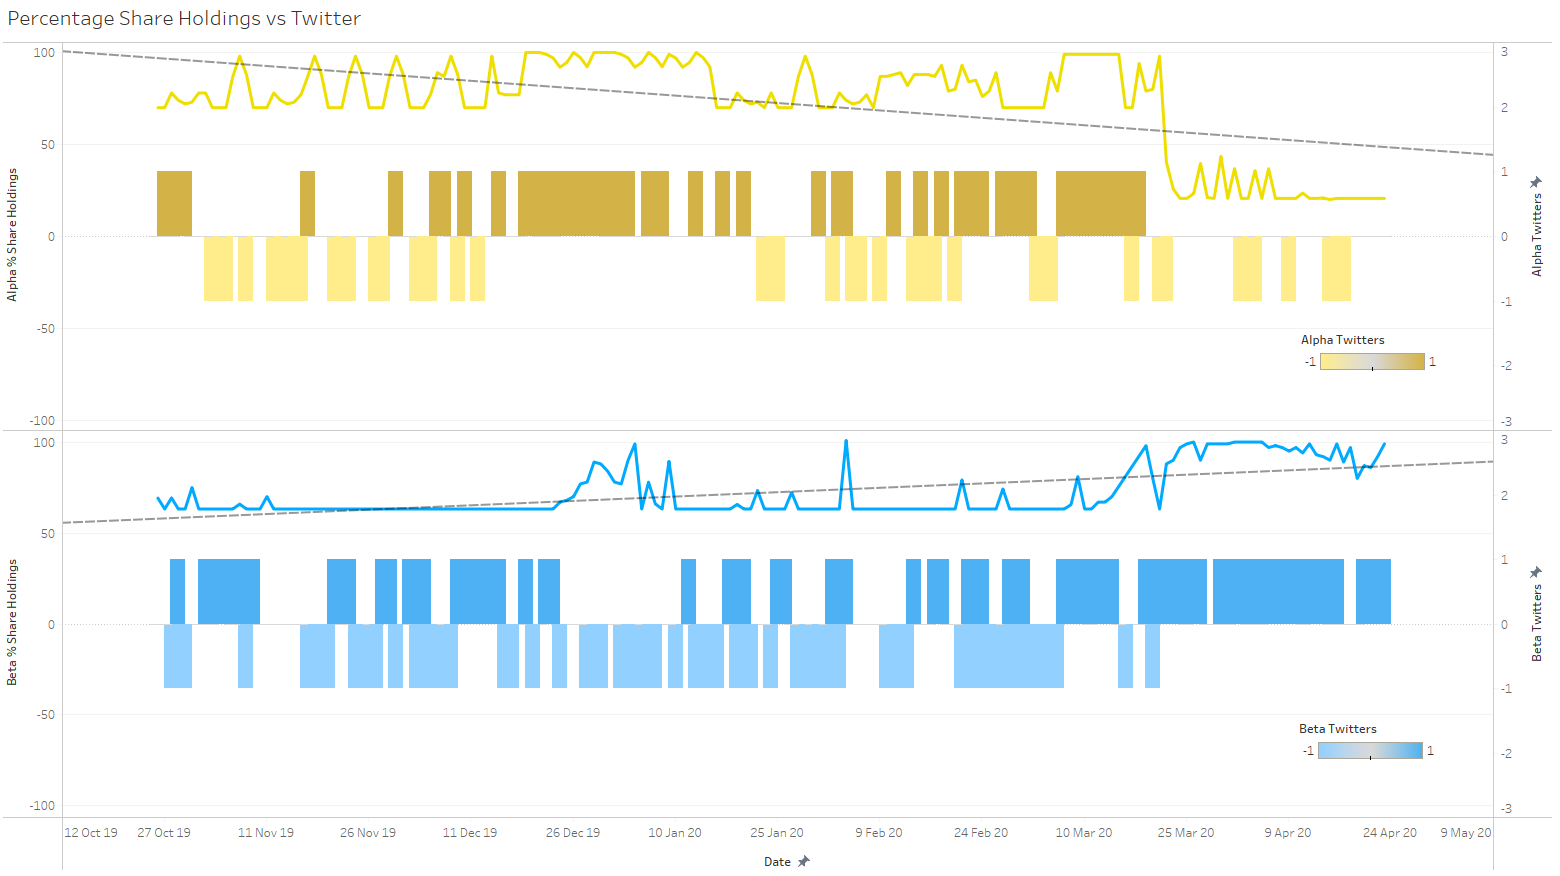 Percentage Share Holdings vs Twitter
100
50
0
-50
-100
Alpha % Share Holdings
3
2
1
0
-1
-2
-3
Alpha Twitters
Alpha Twitters
-1 1
100
50
0
-50
-100
Beta % Share Holdings
3
2
1
0
-1
-2
-3
Beta Twitters
Beta Twitters
-1 1
12 Oct 19 27 Oct 19 11 Nov 19 26 Nov 19 11 Dec 19 26 Dec 19 10 Jan 20 25 Jan 20 9 Feb 20 24 Feb 20 10 Mar 20 25 Mar 20 9 Apr 20 24 Apr 20 9 May 20
Date